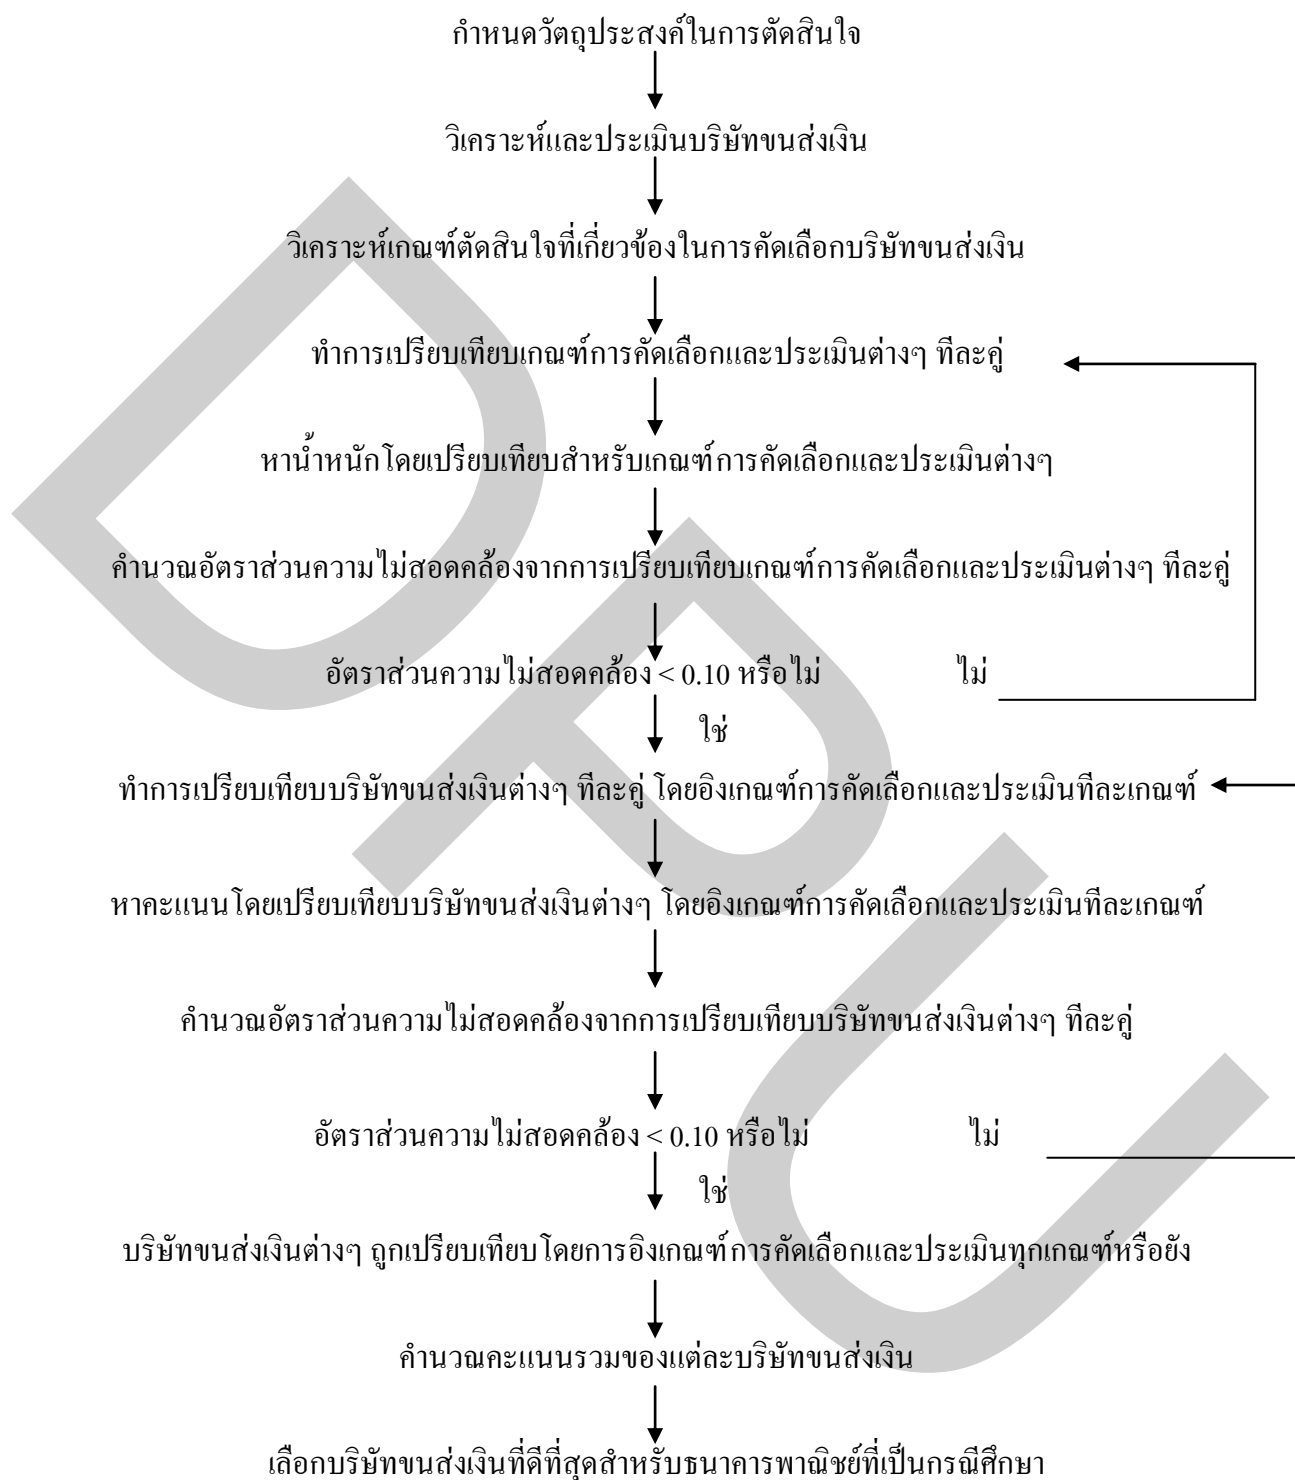 กำหนดวัตถุประสงค์ในการตัดสินใจ
วิเคราะห์และประเมินบริษัทขนส่งเงิน
วิเคราะห์เกณฑ์ตัดสินใจที่เกี่ยวข้องในการคัดเลือกบริษัทขนส่งเงิน
ทำการเปรียบเทียบเกณฑ์การคัดเลือกและประเมินต่างๆ ทีละคู่
หาน้ำหนักโดยเปรียบเทียบสำหรับเกณฑ์การคัดเลือกและประเมินต่างๆ
คำนวณอัตราส่วนความไม่สอดคล้องจากการเปรียบเทียบเกณฑ์การคัดเลือกและประเมินต่างๆ ทีละคู่
อัตราส่วนความไม่สอดคล้อง < 0.10 หรือไม่ ไม่
ใช่
ทำการเปรียบเทียบบริษัทขนส่งเงินต่างๆ ทีละคู่ โดยอิงเกณฑ์การคัดเลือกและประเมินทีละเกณฑ์
หาคะแนนโดยเปรียบเทียบบริษัทขนส่งเงินต่างๆ โดยอิงเกณฑ์การคัดเลือกและประเมินทีละเกณฑ์
คำนวณอัตราส่วนความไม่สอดคล้องจากการเปรียบเทียบบริษัทขนส่งเงินต่างๆ ทีละคู่
อัตราส่วนความไม่สอดคล้อง < 0.10 หรือไม่ ไม่
ใช่
บริษัทขนส่งเงินต่างๆ ถูกเปรียบเทียบโดยการอิงเกณฑ์การคัดเลือกและประเมินทุกเกณฑ์หรือยัง
คำนวณคะแนนรวมของแต่ละบริษัทขนส่งเงิน
เลือกบริษัทขนส่งเงินที่ดีที่สุดสำหรับธนาคารพาณิชย์ที่เป็นกรณีศึกษา
DPU